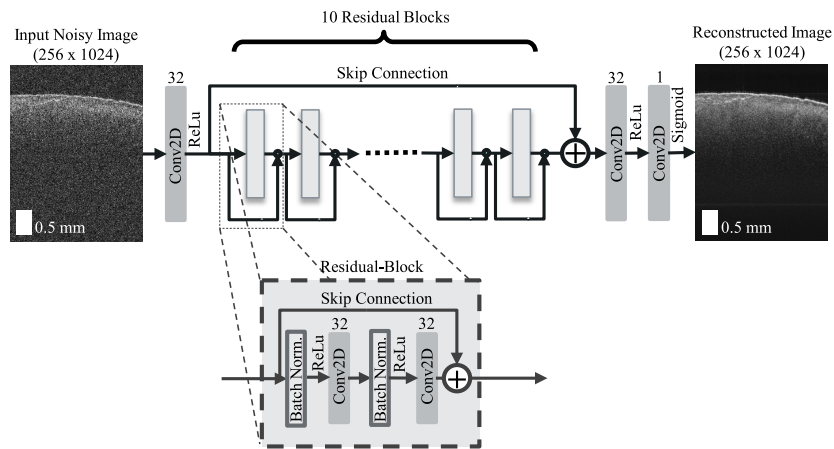 10 Residual Blocks
Input Noisy Image
(256 x 1024)
Reconstructed Image
(256 x 1024)
32
Skip Connection
32
1
Conv2D
ReLu
Conv2D
ReLu
Conv2D
Sigmoid
0.5 mm
0.5 mm
Residual-Block
Skip Connection
32
32
Batch Norm.
ReLu
Conv2D
Batch Norm.
ReLu
Conv2D